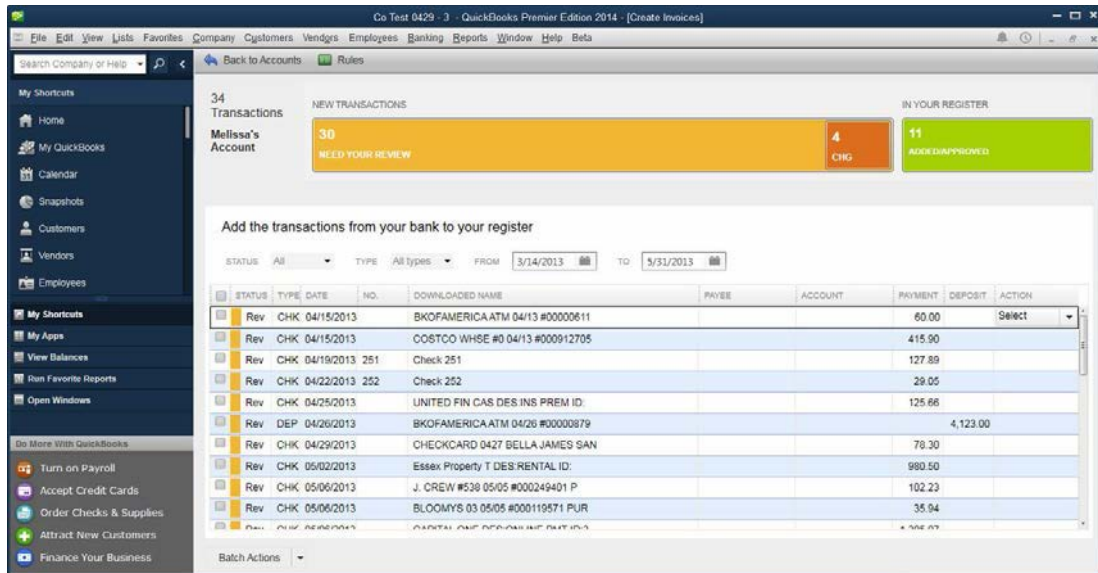 Co Test 0429 - 3 - QuickBooks Premier Edition 2014 - [Create Invoices]
File Edit View Lists Favorites Company Customers Vendors Employees Banking Reports Window Help Beta
Search Company or Help
Back to Accounts Rules
My Shortcuts
Home
My QuickBooks
Calendar
Snapshots
Customers
Vendors
Employees
My Shortcuts
My Apps
View Balances
Run Favorite Reports
Open Windows
Do More With QuickBooks
Turn on Payroll
Accept Credit Cards
Order Checks & Supplies
Attract New Customers
Finance Your Business
34
Transactions
Melissa's
Account
NEW TRANSACTIONS
30
NEED YOUR REVIEW
4
CHG
IN YOUR REGISTER
11
ADDED/APPROVED
Add the transactions from your bank to your register
STATUS All TYPE All types FROM 3/14/2013 TO 5/31/2013
STATUS TYPE DATE NO. DOWNLOADED NAME PAYEE ACCOUNT PAYMENT DEPOSIT ACTION
Rev CHK 04/15/2013 BKOFAMERICA ATM 04/13 #00000611 60.00 Select
Rev CHK 04/15/2013 COSTCO WHSE #0 04/13 #000912705 415.90
Rev CHK 04/19/2013 251 Check 251 127.89
Rev CHK 04/22/2013 252 Check 252 29.05
Rev CHK 04/25/2013 UNITED FIN CAS DES:INS PREM ID: 125.66
Rev DEP 04/26/2013 BKOFAMERICA ATM 04/26 #00000879 4,123.00
Rev CHK 04/29/2013 CHECKCARD 0427 BELLA JAMES SAN 78.30
Rev CHK 05/02/2013 Essex Property T DES:RENTAL ID: 980.50
Rev CHK 05/06/2013 J. CREW #538 05/05 #000249401 P 102.23
Rev CHK 05/06/2013 BLOOMYS 03 05/05 #000119571 PUR 35.94
Rev CHK 05/06/2013 CAPITAL ONE DES:ONLINE PMT
Batch Actions